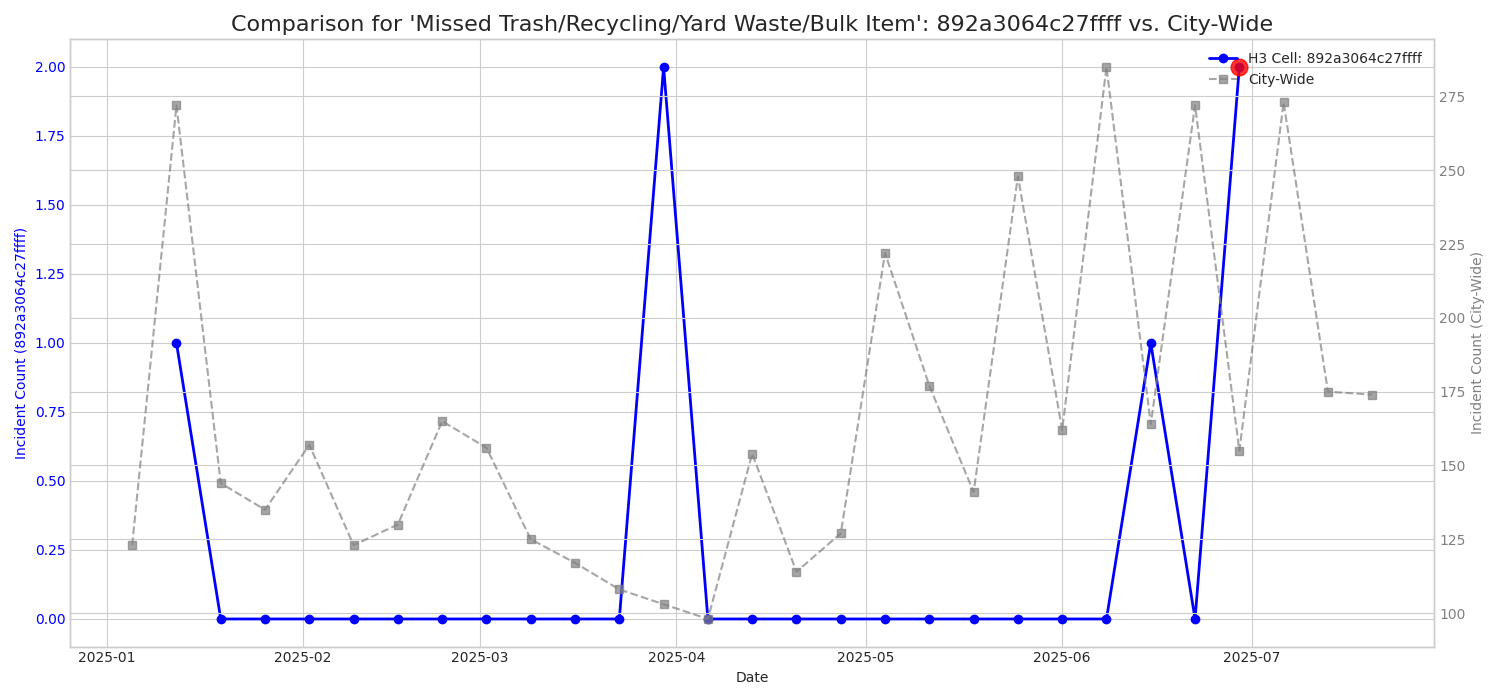 Comparison for 'Missed Trash/Recycling/Yard Waste/Bulk Item': 892a3064c27ffff vs. City-Wide
H3 Cell: 892a3064c27ffff
City-Wide
Incident Count (892a3064c27ffff)
2.00
1.75
1.50
1.25
1.00
0.75
0.50
0.25
0.00
275
250
225
200
175
150
125
100
Incident Count (City-Wide)
2025-01 2025-02 2025-03 2025-04 2025-05 2025-06 2025-07
Date